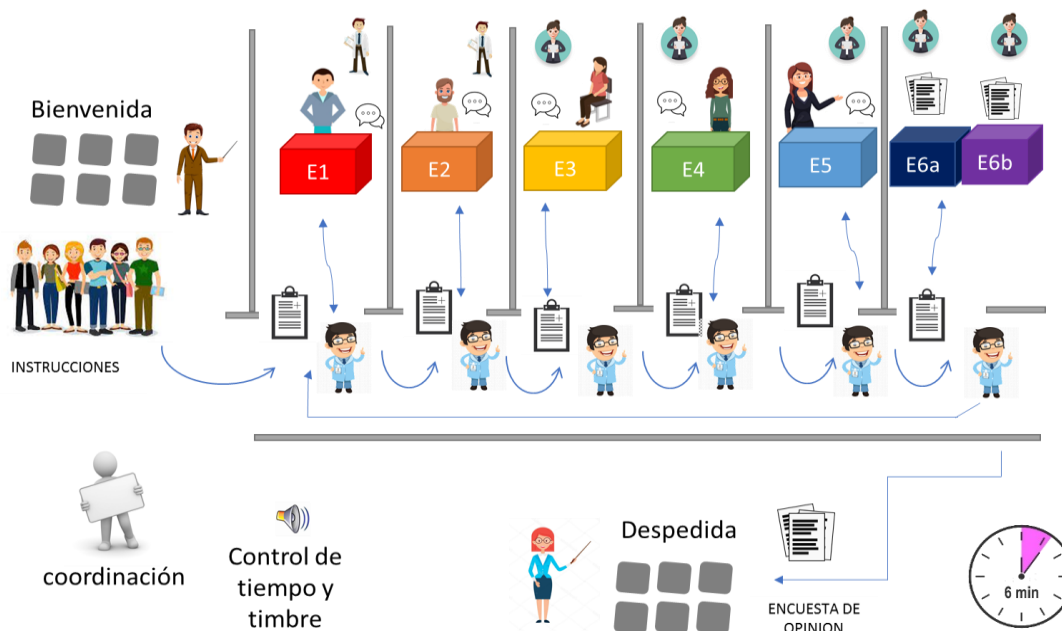 Bienvenida
E1
E2
E3
E4
E5
E6a
E6b
INSTRUCCIONES
coordinación
Control de
tiempo y
timbre
Despedida
ENCUESTA DE
OPINION
6 min